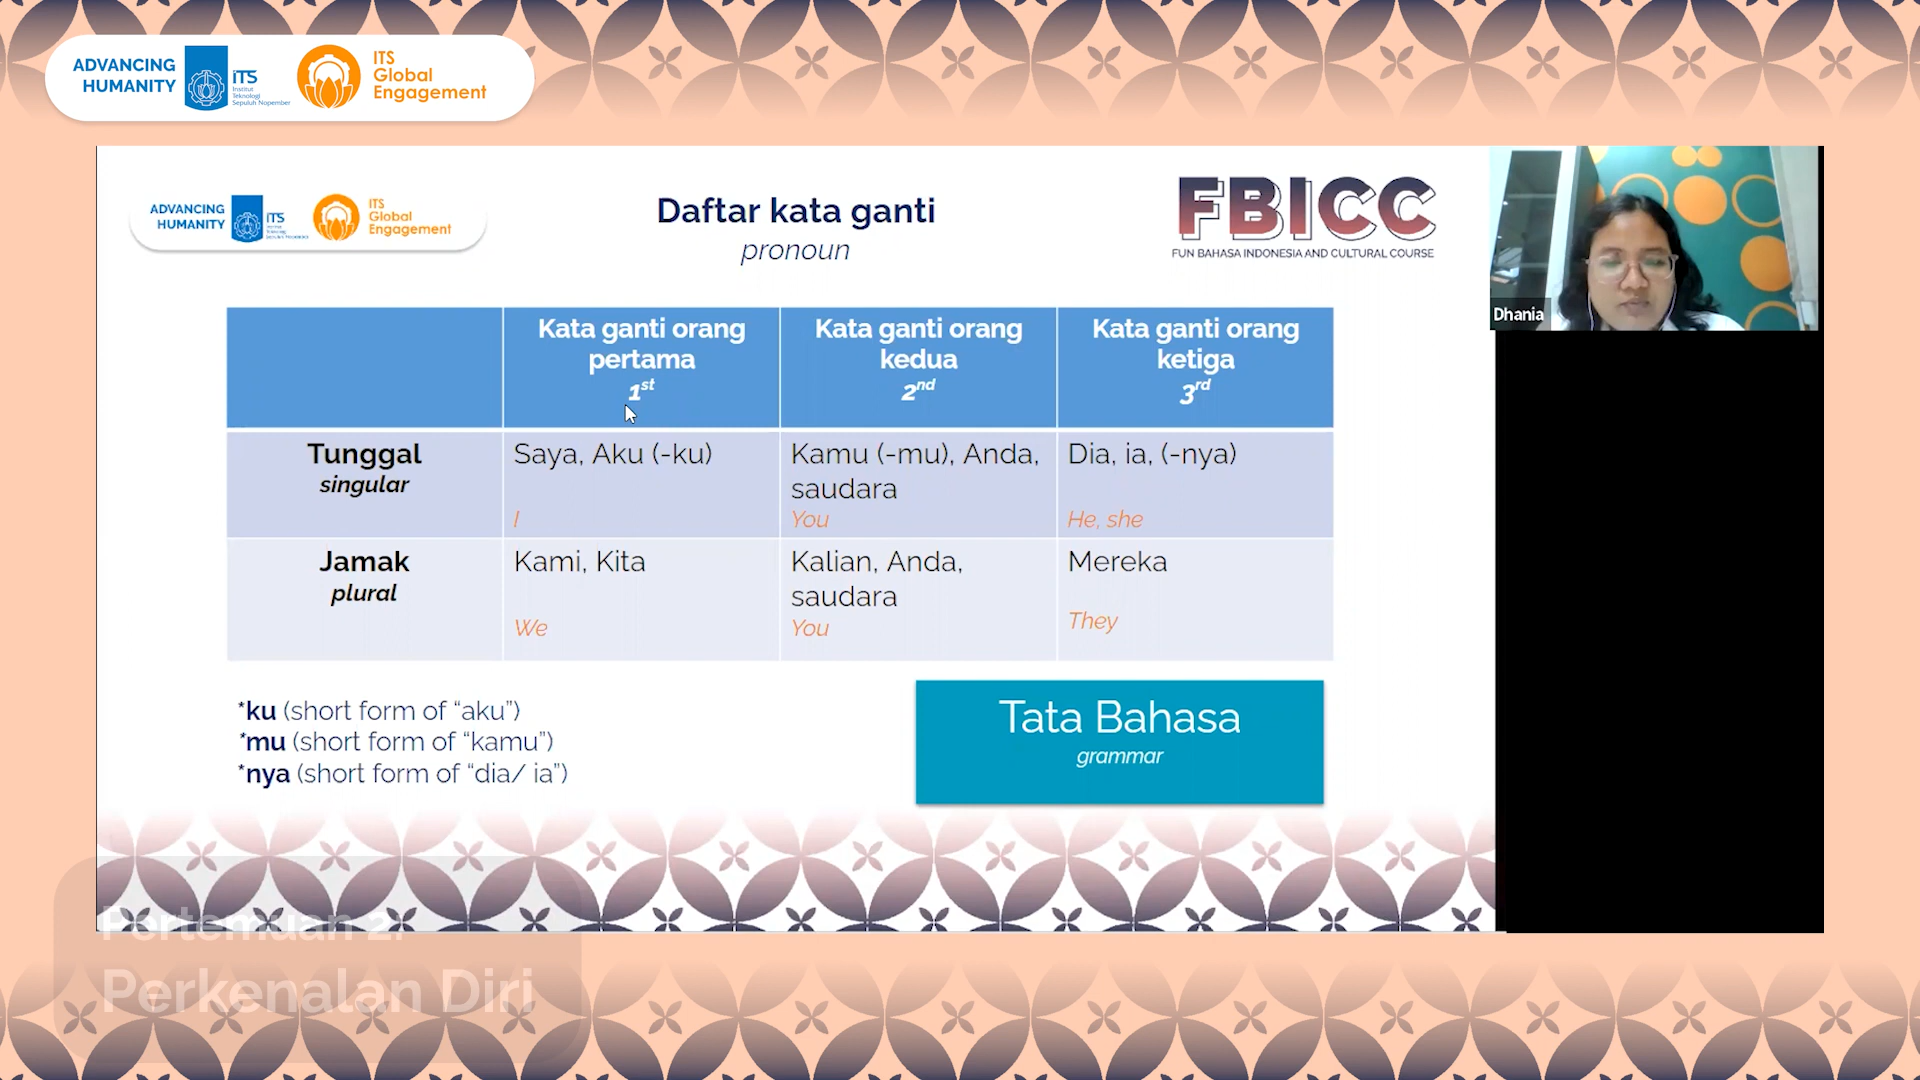 ADVANCING
HUMANITY
iTS
Institut
Teknologi
Sepuluh Nopember
ITS
Global
Engagement
ADVANCING
HUMANITY
iTS
ITS
Global
Engagement
Daftar kata ganti
pronoun
FBICC
FUN BAHASA INDONESIA AND CULTURAL COURSE
Dhania
Kata ganti orang
pertama
1st
Kata ganti orang
kedua
2nd
Kata ganti orang
ketiga
3rd
Tunggal
singular
Saya, Aku (-ku)
I
Kamu (-mu), Anda,
saudara
You
Dia, ia, (-nya)
He, she
Jamak
plural
Kami, Kita
We
Kalian, Anda,
saudara
You
Mereka
They
*ku (short form of “aku”)
*mu (short form of “kamu”)
*nya (short form of “dia/ ia”)
Tata Bahasa
grammar
Pertemuan 2:
Perkenalan Diri